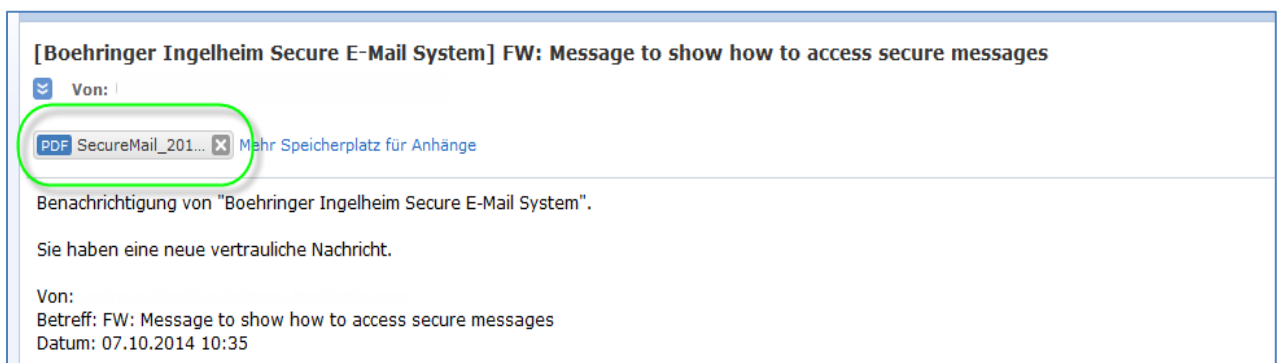 [Boehringer Ingelheim Secure E-Mail System] FW: Message to show how to access secure messages
Von:
PDF SecureMail_201... Mehr Speicherplatz für Anhänge
Benachrichtigung von "Boehringer Ingelheim Secure E-Mail System".
Sie haben eine neue vertrauliche Nachricht.
Von:
Betreff: FW: Message to show how to access secure messages
Datum: 07.10.2014 10:35